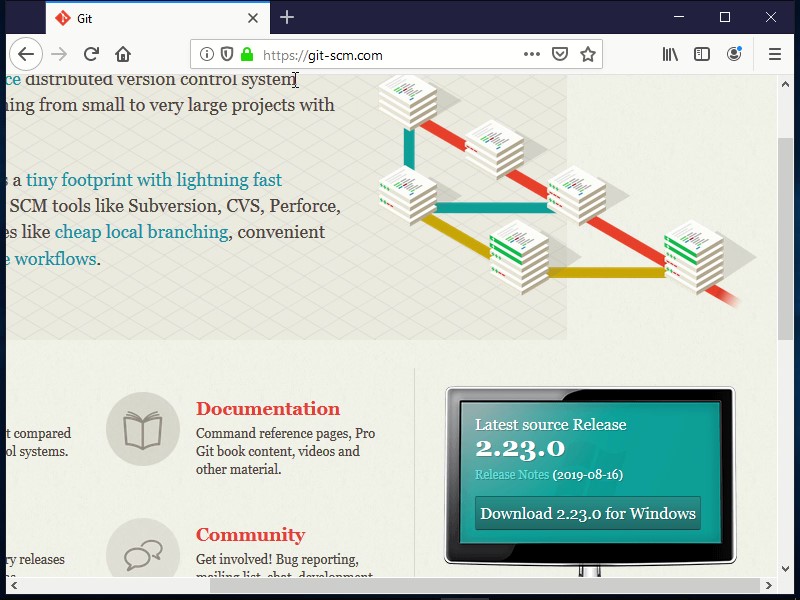 Git
https://git-scm.com
ce distributed version control system
ning from small to very large projects with
s a tiny footprint with lightning fast
SCM tools like Subversion, CVS, Perforce,
es like cheap local branching, convenient
e workflows.
t compared
ol systems.
Documentation
Command reference pages, Pro
Git book content, videos and
other material.
ry releases
Community
Get involved! Bug reporting,
mailing list, chat, development
Latest source Release
2.23.0
Release Notes (2019-08-16)
Download 2.23.0 for Windows